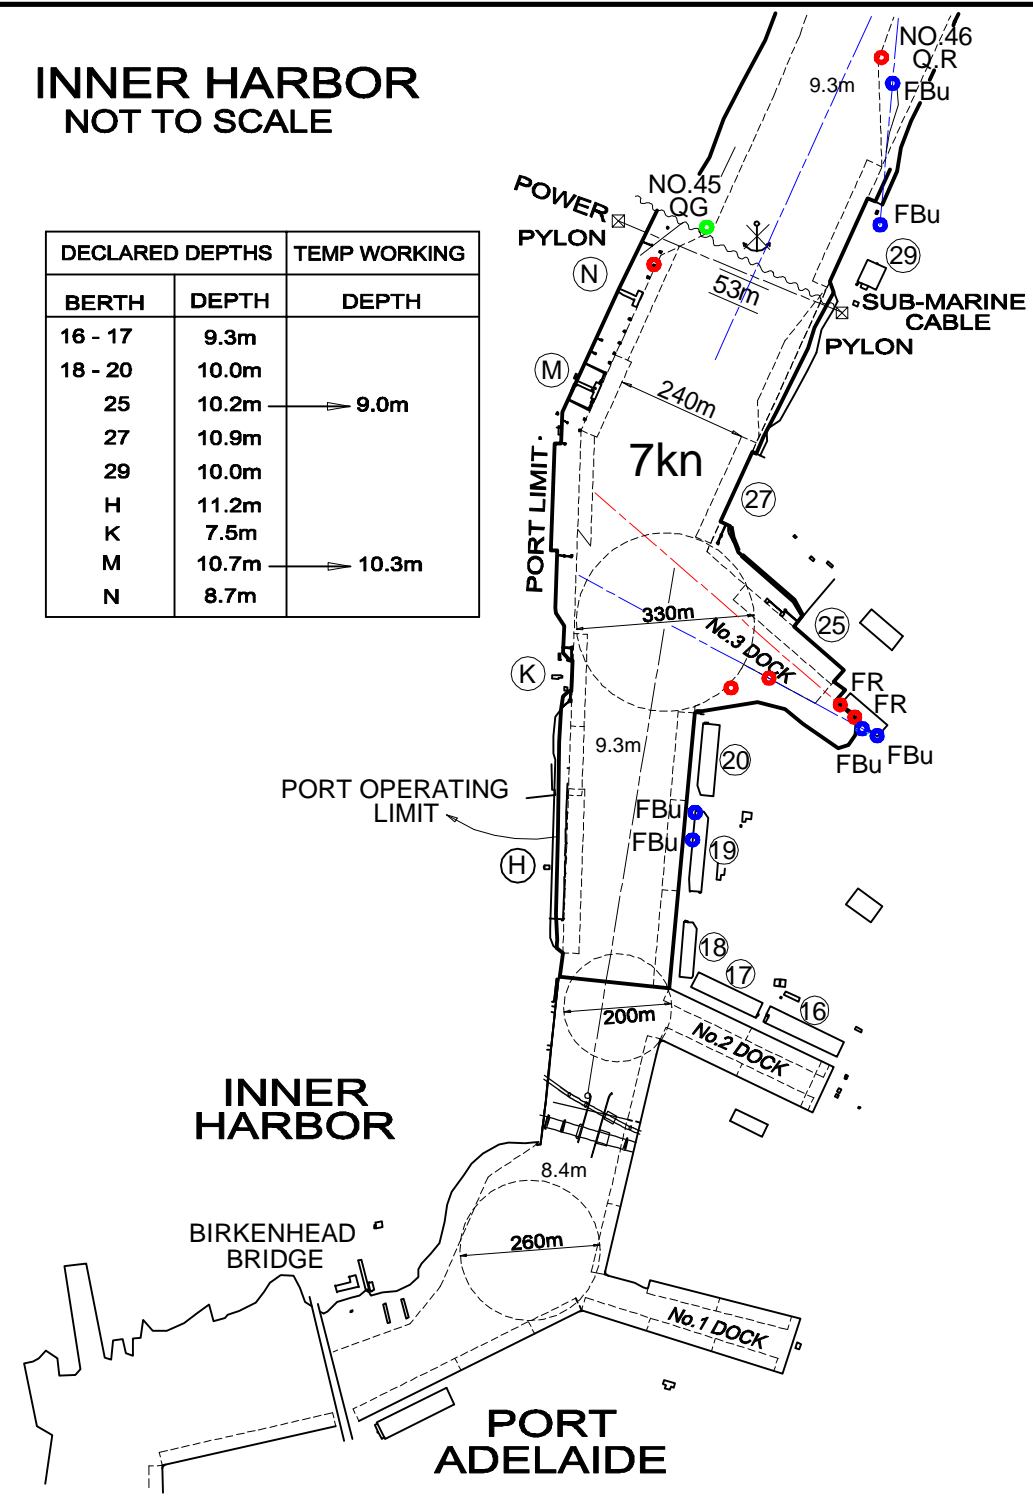 INNER HARBOR
NOT TO SCALE
NO.46
Q.R
9.3m
FBu
NO.45
QG
POWER
PYLON
FBu
29
N
53m
SUB-MARINE
CABLE
PYLON
DECLARED DEPTHS TEMP WORKING
BERTH DEPTH DEPTH
16 - 17 9.3m
18 - 20 10.0m
25 10.2m 9.0m
27 10.9m
29 10.0m
H 11.2m
K 7.5m
M 10.7m 10.3m
N 8.7m
M
240m
7kn
PORT LIMIT
27
330m
No.3 DOCK
25
K
FR
FR
FBu
FBu
9.3m
20
PORT OPERATING
LIMIT
FBu
FBu
19
H
18
17
16
200m
No.2 DOCK
INNER
HARBOR
8.4m
BIRKENHEAD
BRIDGE
260m
No.1 DOCK
PORT
ADELAIDE